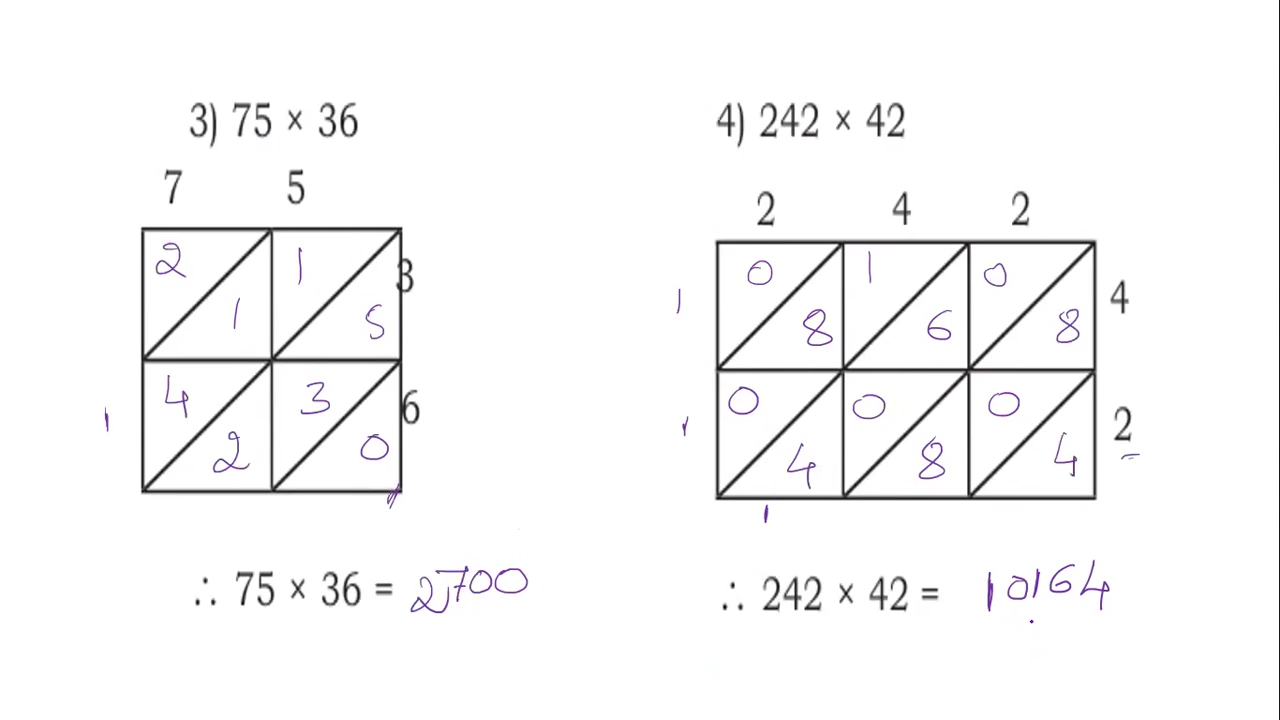 3) 75 × 36
7 5
2 1 1 5 3
1 4 2 3 0 6
∴ 75 × 36 = 2700
4) 242 × 42
2 4 2
1 0 8 1 6 0 8 4
1 0 4 0 8 0 4 2
1
∴ 242 × 42 = 10164